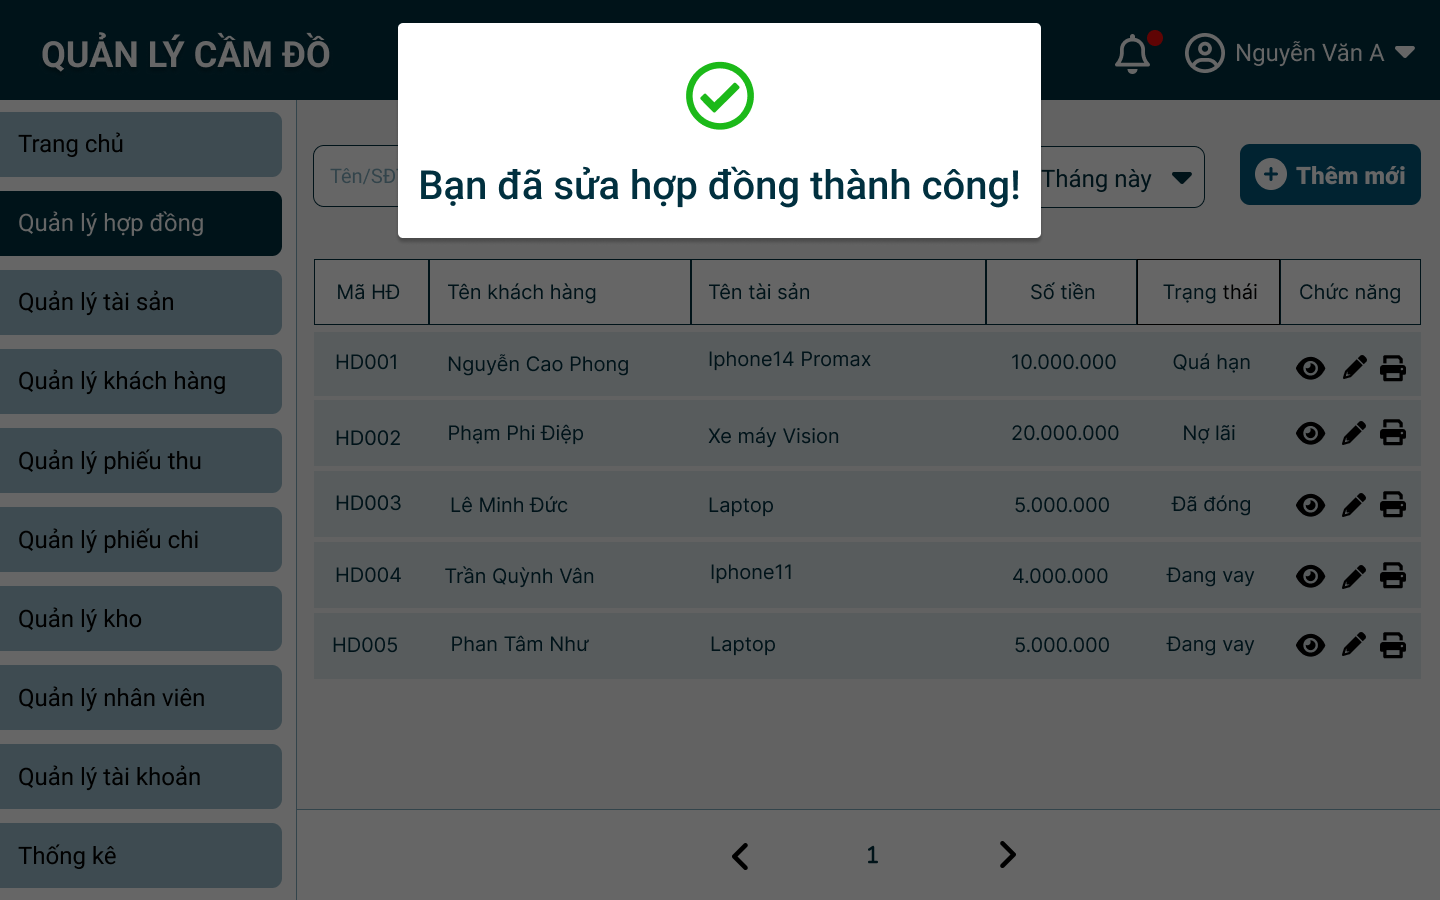 QUẢN LÝ CẦM ĐỒ
Nguyễn Văn A
Bạn đã sửa hợp đồng thành công!
Trang chủ
Quản lý hợp đồng
Quản lý tài sản
Quản lý khách hàng
Quản lý phiếu thu
Quản lý phiếu chi
Quản lý kho
Quản lý nhân viên
Quản lý tài khoản
Thống kê
Tên/SĐ
Tháng này
Thêm mới
Mã HĐ Tên khách hàng Tên tài sản Số tiền Trạng thái Chức năng
HD001 Nguyễn Cao Phong Iphone14 Promax 10.000.000 Quá hạn
HD002 Phạm Phi Điệp Xe máy Vision 20.000.000 Nợ lãi
HD003 Lê Minh Đức Laptop 5.000.000 Đã đóng
HD004 Trần Quỳnh Vân Iphone11 4.000.000 Đang vay
HD005 Phan Tâm Như Laptop 5.000.000 Đang vay
1